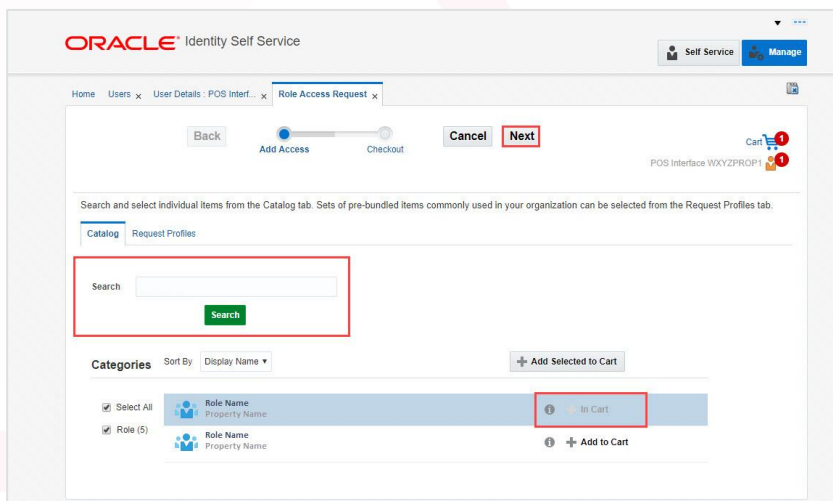 ORACLE Identity Self Service
Self Service
Manage
Home Users x User Details : POS Interf... x Role Access Request x
Back
Add Access
Checkout
Cancel
Next
Cart 1
POS Interface WXYZPROP1 1
Search and select individual items from the Catalog tab. Sets of pre-bundled items commonly used in your organization can be selected from the Request Profiles tab.
Catalog Request Profiles
Search
Search
Categories Sort By Display Name Add Selected to Cart
Select All
Role Name
Property Name
In Cart
Role (5)
Role Name
Property Name
Add to Cart